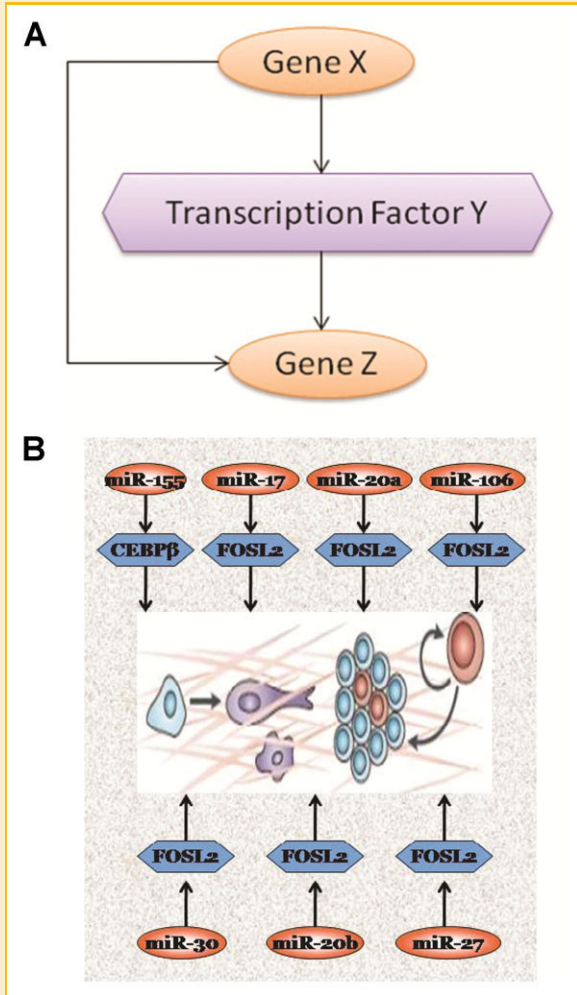 A
Gene X
Transcription Factor Y
Gene Z
B
miR-155 miR-17 miR-20a miR-106
CEBPβ FOSL2 FOSL2 FOSL2
FOSL2 FOSL2 FOSL2
miR-30 miR-20b miR-27